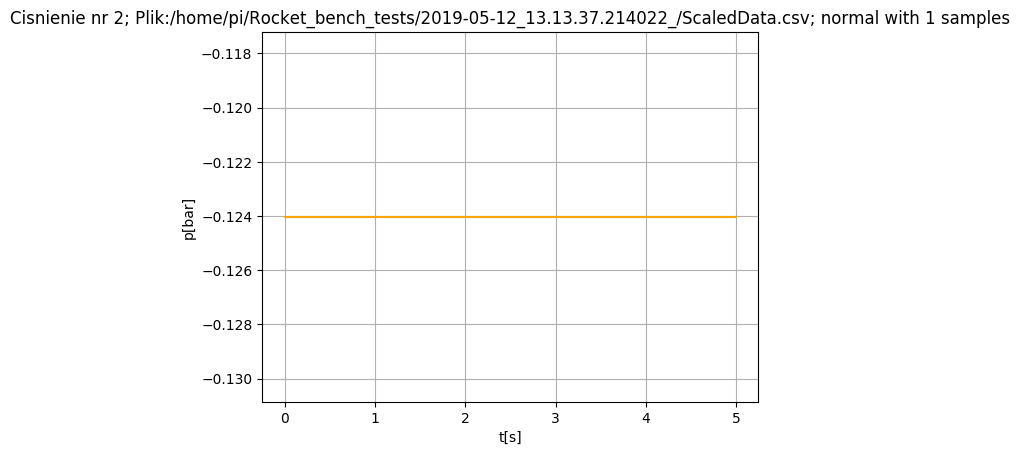 Cisnienie nr 2; Plik:/home/pi/Rocket_bench_tests/2019-05-12_13.13.37.214022_/ScaledData.csv; normal with 1 samples
−0.118
−0.120
−0.122
−0.124
−0.126
−0.128
−0.130
p[bar]
0 1 2 3 4 5
t[s]